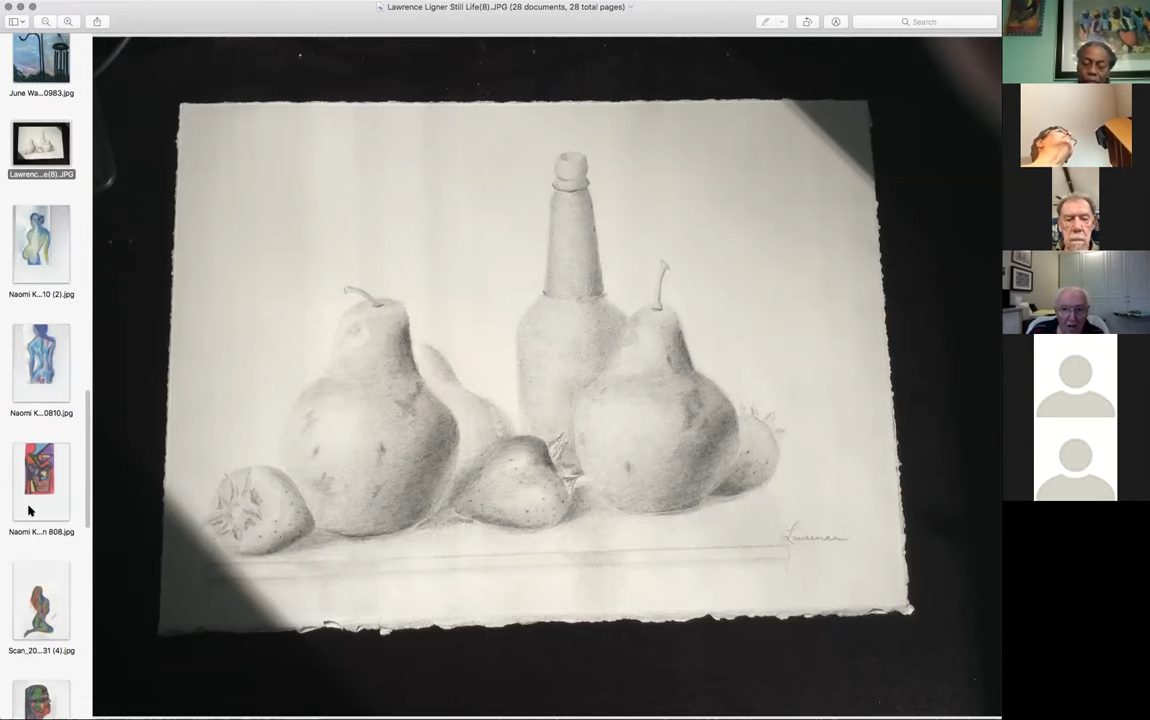 Lawrence Ligner Still Life(8).JPG (28 documents, 28 total pages)
Search
June Wa...0983.jpg
Lawrenc...e(8).JPG
Naomi K...10 (2).jpg
Naomi K...0810.jpg
Naomi K...n 808.jpg
Scan_20...31 (4).jpg
Lawrence